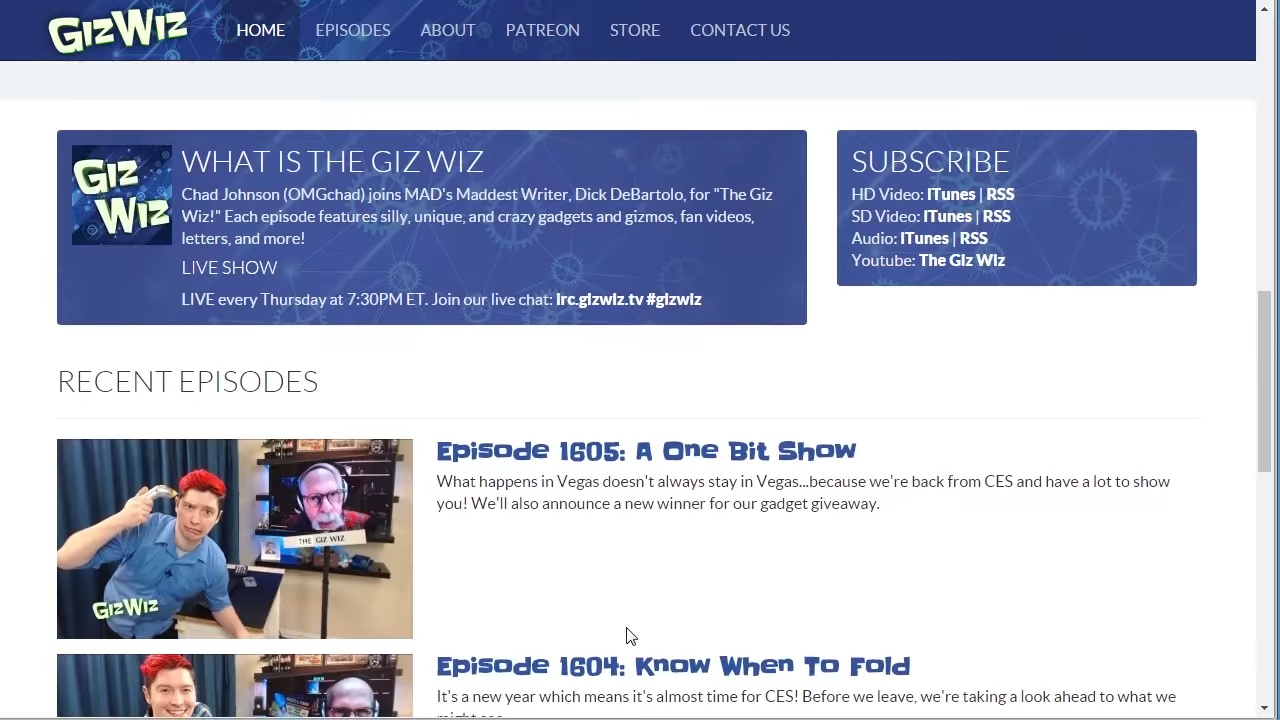 GIZWIZ
HOME
EPISODES
ABOUT
PATREON
STORE
CONTACT US
GIZ
WIZ
WHAT IS THE GIZ WIZ
Chad Johnson (OMGchad) joins MAD's Maddest Writer, Dick DeBartolo, for "The Giz
Wiz!" Each episode features silly, unique, and crazy gadgets and gizmos, fan videos,
letters, and more!
LIVE SHOW
LIVE every Thursday at 7:30PM ET. Join our live chat: irc.gizwiz.tv #gizwiz
SUBSCRIBE
HD Video: iTunes | RSS
SD Video: iTunes | RSS
Audio: iTunes | RSS
Youtube: The Giz Wiz
RECENT EPISODES
THE GIZ WIZ
GIZWIZ
Episode 1605: A One Bit Show
What happens in Vegas doesn't always stay in Vegas...because we're back from CES and have a lot to show
you! We'll also announce a new winner for our gadget giveaway.
Episode 1604: Know When To Fold
It's a new year which means it's almost time for CES! Before we leave, we're taking a look ahead to what we
might see